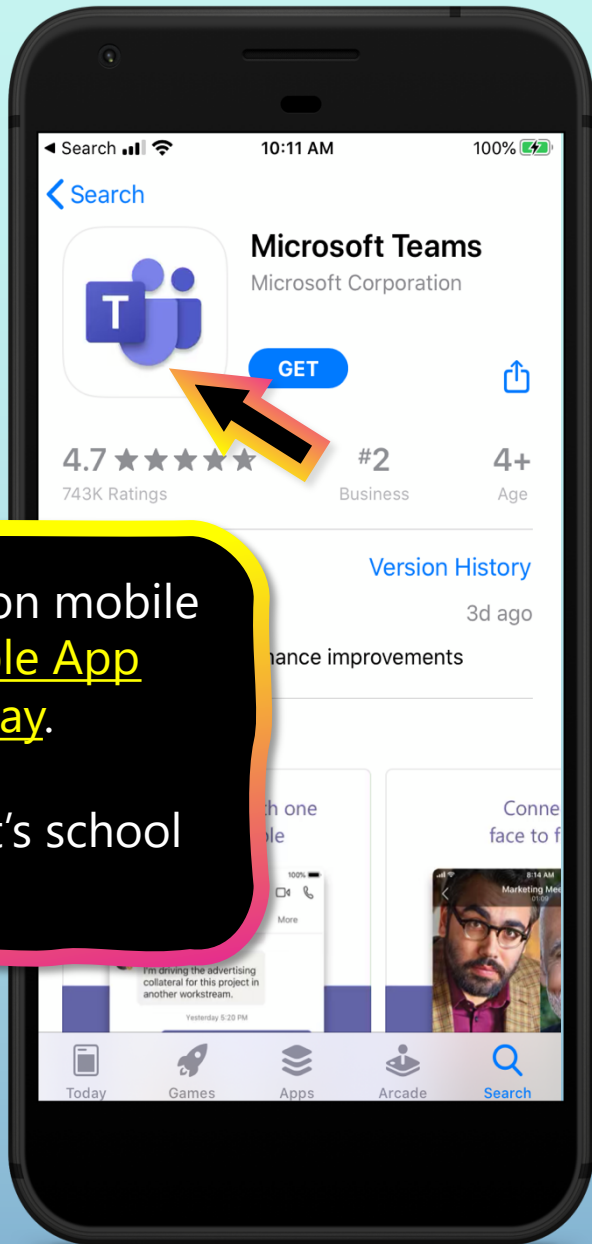 Search 10:11 AM 100%
Search
Microsoft Teams
Microsoft Corporation
T
GET
4.7 #2 4+
743K Ratings Business Age
Version History
3d ago
on mobile
App
ay.
t's school
improvements
one
Conne
face to f
100%
8:14 AM
Marketing Mee
01:09
More
I'm driving the advertising
collateral for this project in
another workstream.
Yesterday 5:20 PM
Today Games Apps Arcade Search